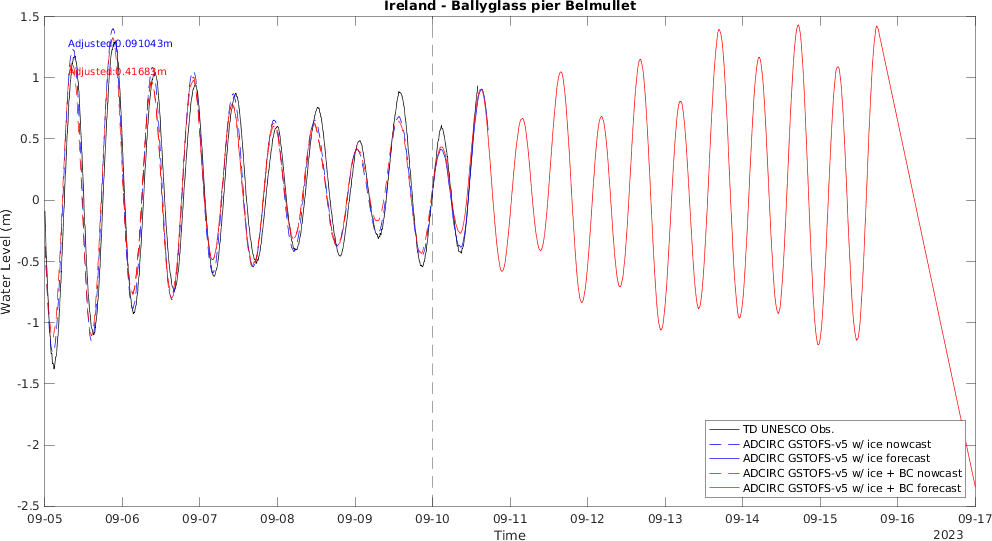 Ireland - Ballyglass pier Belmullet
Adjusted:0.091043m
Adjusted:0.41683m
Water Level (m)
1.5
1
0.5
0
-0.5
-1
-1.5
-2
-2.5
TD UNESCO Obs.
ADCIRC GSTOFS-v5 w/ ice nowcast
ADCIRC GSTOFS-v5 w/ ice forecast
ADCIRC GSTOFS-v5 w/ ice + BC nowcast
ADCIRC GSTOFS-v5 w/ ice + BC forecast
09-05 09-06 09-07 09-08 09-09 09-10 09-11 09-12 09-13 09-14 09-15 09-16 09-17
Time
2023